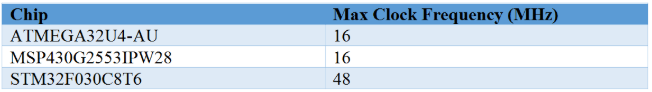 Chip Max Clock Frequency (MHz)
ATMEGA32U4-AU 16
MSP430G2553IPW28 16
STM32F030C8T6 48